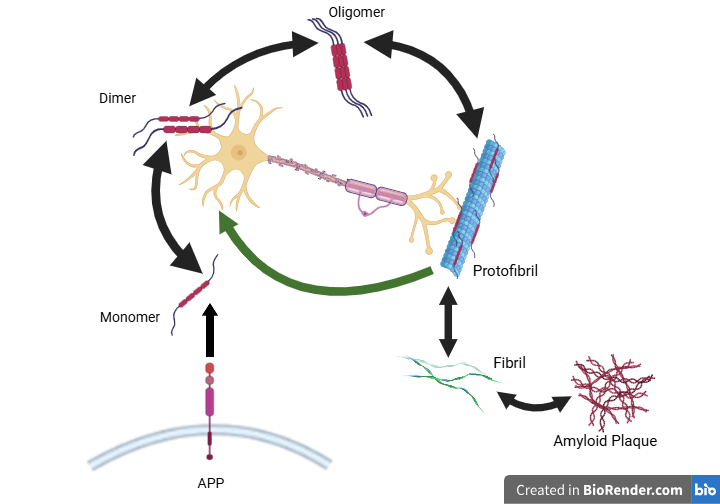 Oligomer
Dimer
Protofibril
Monomer
Fibril
Amyloid Plaque
APP
Created in BioRender.com bio